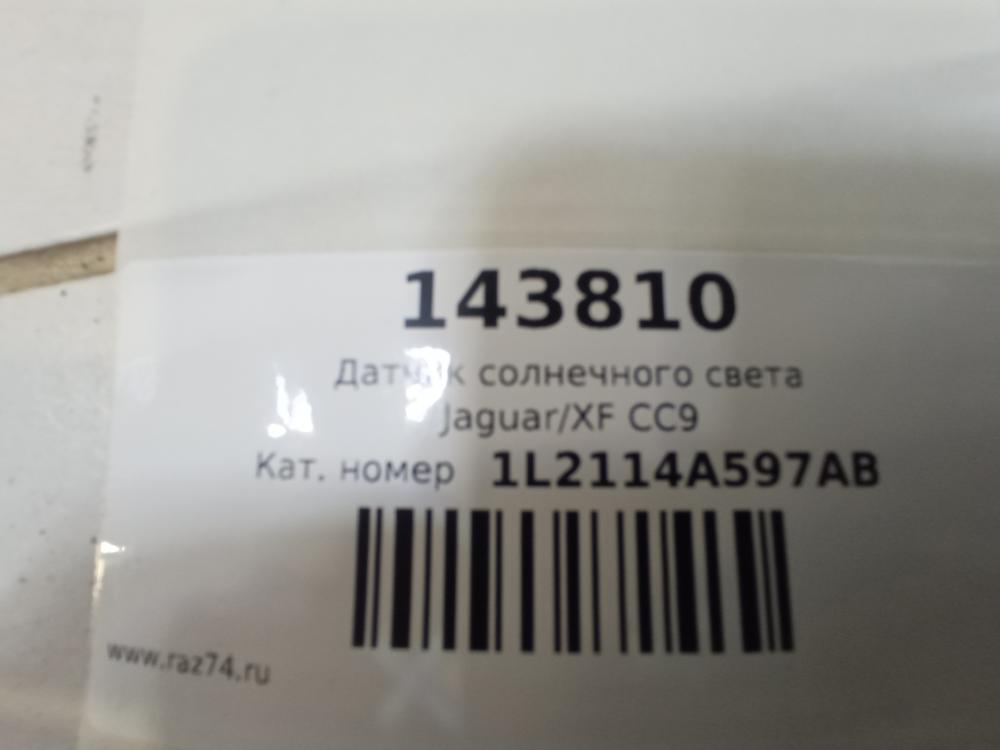 143810
Датчик солнечного света
Jaguar/XF CC9
Кат. номер 1L2114A597AB
www.raz74.ru